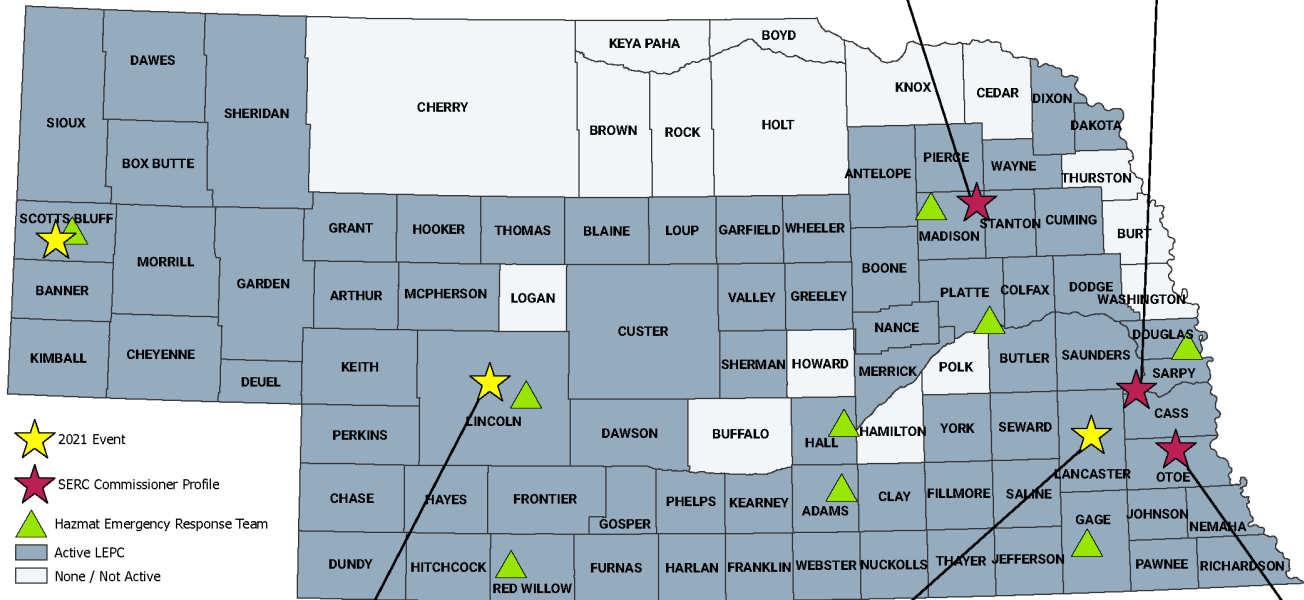 KEYA PAHA
BOYD
DAWES
KNOX
CEDAR
DIXON
CHERRY
SHERIDAN
SIOUX
BROWN
ROCK
HOLT
DAKOTA
BOX BUTTE
PIERCE
WAYNE
ANTELOPE
THURSTON
SCOTTS BLUFF
GRANT
HOOKER
THOMAS
BLAINE
LOUP
GARFIELD
WHEELER
MADISON
STANTON
CUMING
BURT
MORRILL
GARDEN
BOONE
BANNER
ARTHUR
MCPHERSON
LOGAN
VALLEY
GREELEY
PLATTE
COLFAX
DODGE
WASHINGTON
CUSTER
NANCE
DOUGLAS
KIMBALL
CHEYENNE
DEUEL
KEITH
SHERMAN
HOWARD
MERRICK
POLK
BUTLER
SAUNDERS
SARPY
CASS
LINCOLN
PERKINS
DAWSON
BUFFALO
HALL
HAMILTON
YORK
SEWARD
LANCASTER
OTOE
CHASE
HAYES
FRONTIER
GOSPER
PHELPS
KEARNEY
ADAMS
CLAY
FILLMORE
SALINE
GAGE
JOHNSON
NEMAHA
DUNDY
HITCHCOCK
RED WILLOW
FURNAS
HARLAN
FRANKLIN
WEBSTER
NUCKOLLS
THAYER
JEFFERSON
PAWNEE
RICHARDSON
2021 Event
SERC Commissioner Profile
Hazmat Emergency Response Team
Active LEPC
None / Not Active